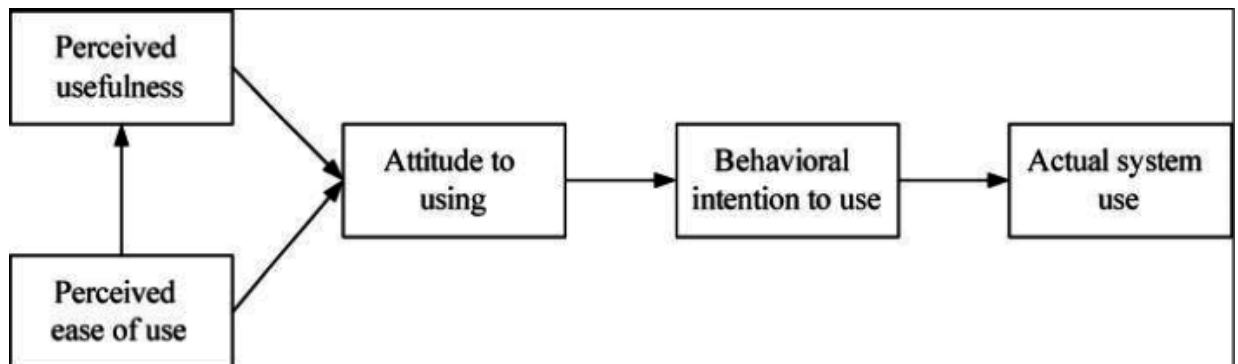 Perceived
usefulness
Attitude to
using
Behavioral
intention to use
Actual system
use
Perceived
ease of use